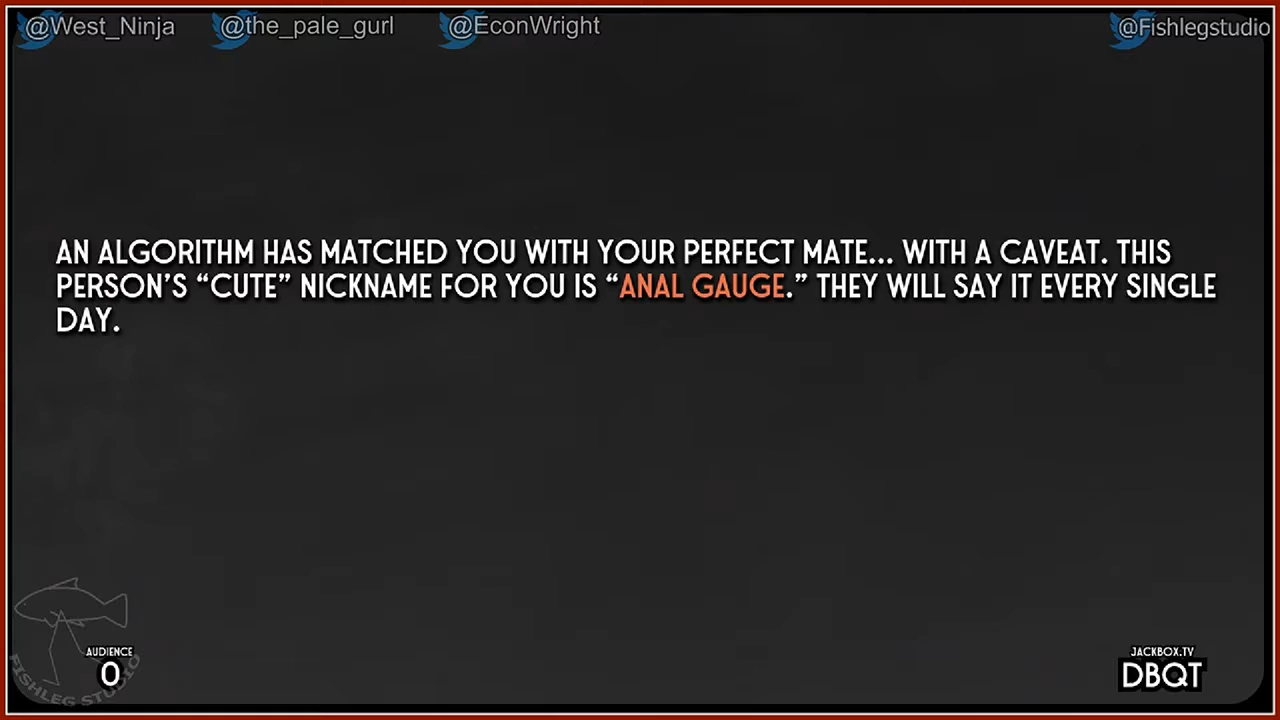 @West_Ninja @the_pale_gurl @EconWright @Fishlegstudio
AN ALGORITHM HAS MATCHED YOU WITH YOUR PERFECT MATE... WITH A CAVEAT. THIS
PERSON'S “CUTE” NICKNAME FOR YOU IS “ANAL GAUGE.” THEY WILL SAY IT EVERY SINGLE
DAY.
AUDIENCE
0
FISHLEG STUDIO
JACKBOX.TV
DBQT